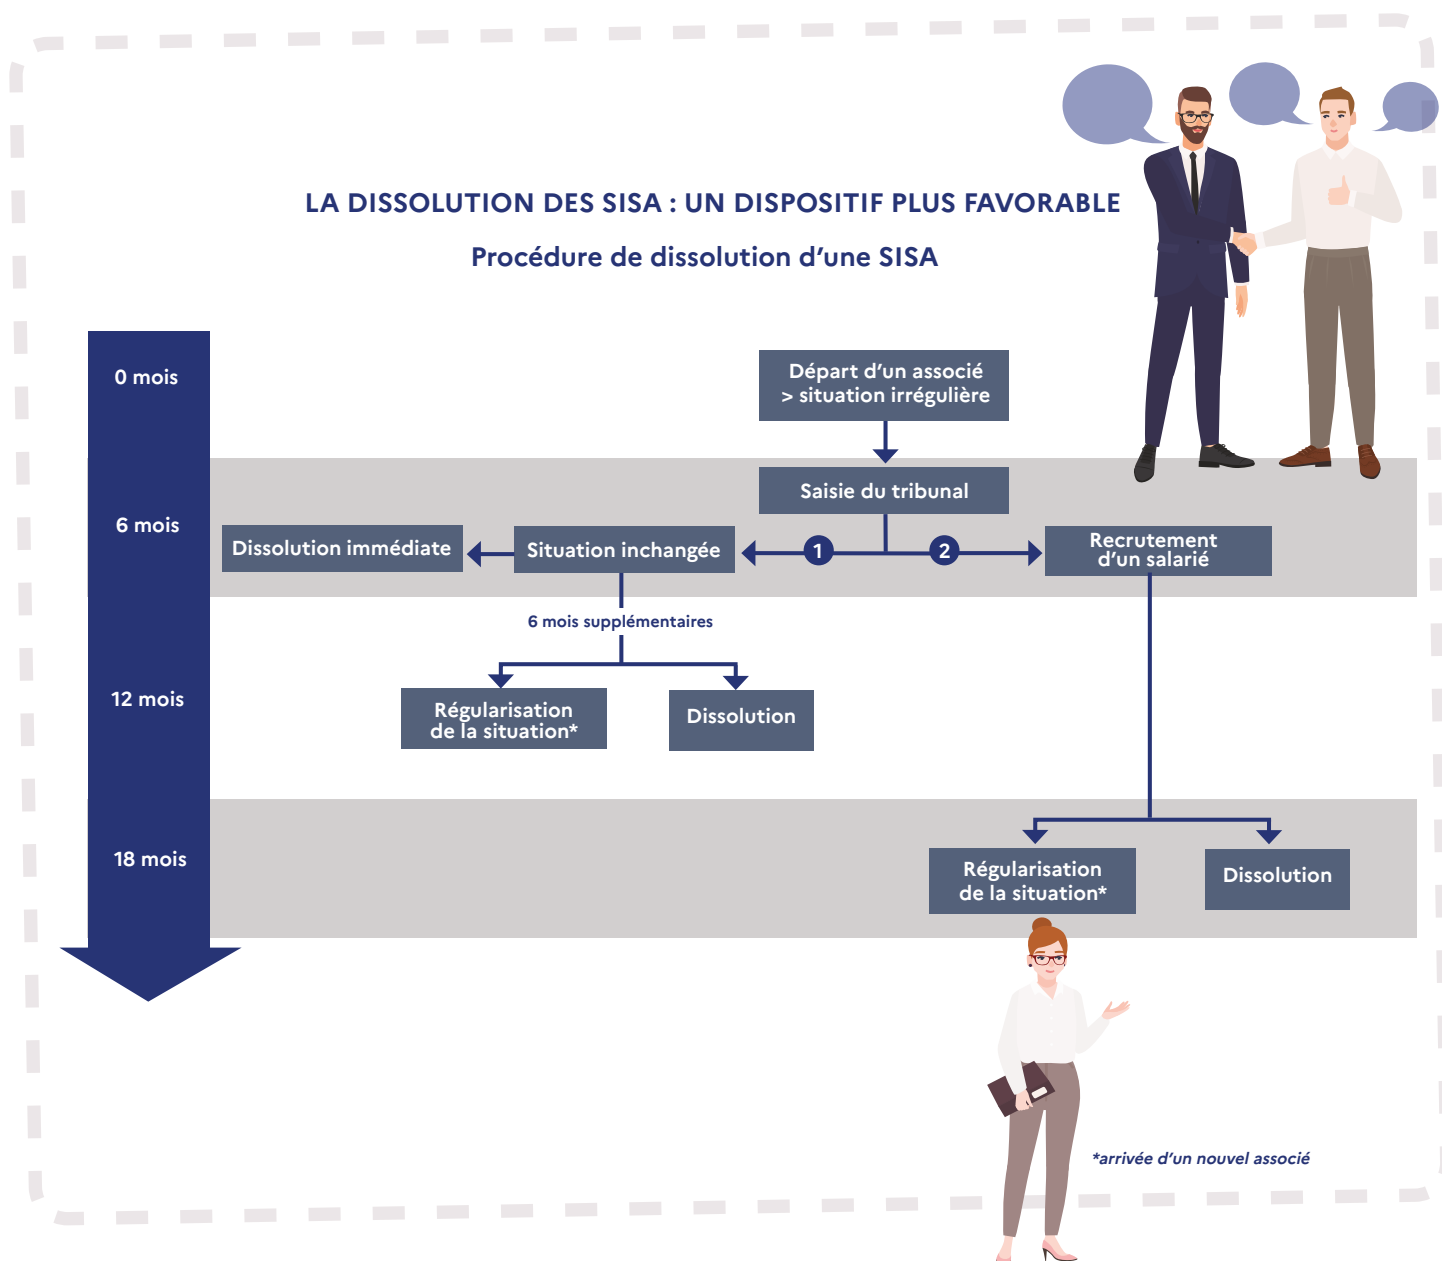 LA DISSOLUTION DES SISA : UN DISPOSITIF PLUS FAVORABLE
Procédure de dissolution d'une SISA
0 mois
Départ d'un associé
> situation irrégulière
6 mois
Saisie du tribunal
Dissolution immédiate
Situation inchangée
1
2
Recrutement
d'un salarié
6 mois supplémentaires
12 mois
Régularisation
de la situation*
Dissolution
18 mois
Régularisation
de la situation*
Dissolution
*arrivée d'un nouvel associé